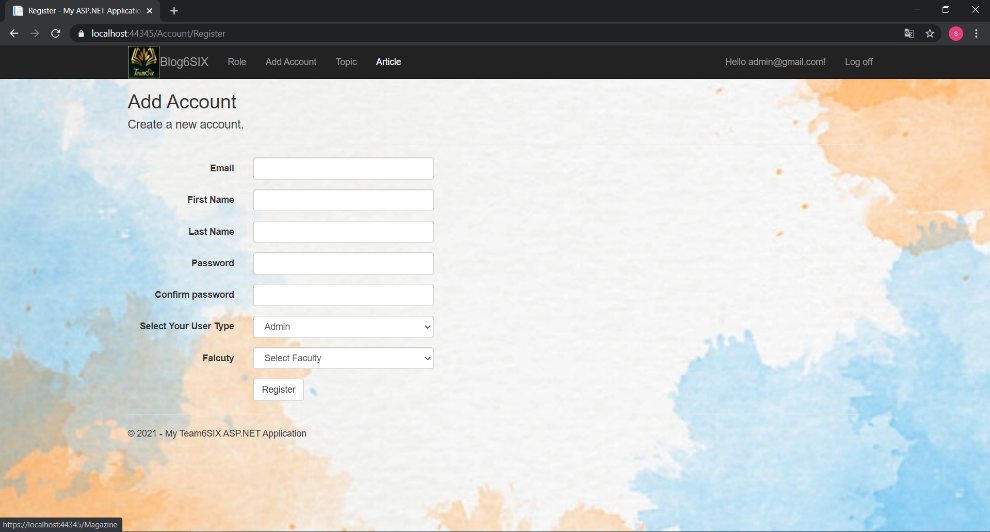 Register - My ASP.NET Applicatio
localhost:44345/Account/Register
8
TeamSix
Blog6SIX Role Add Account Topic Article Hello admin@gmail.com! Log off
Add Account
Create a new account.
Email
First Name
Last Name
Password
Confirm password
Select Your User Type Admin
Falcuty Select Faculty
Register
© 2021 - My Team6SIX ASP.NET Application
https://localhost:44345/Magazine